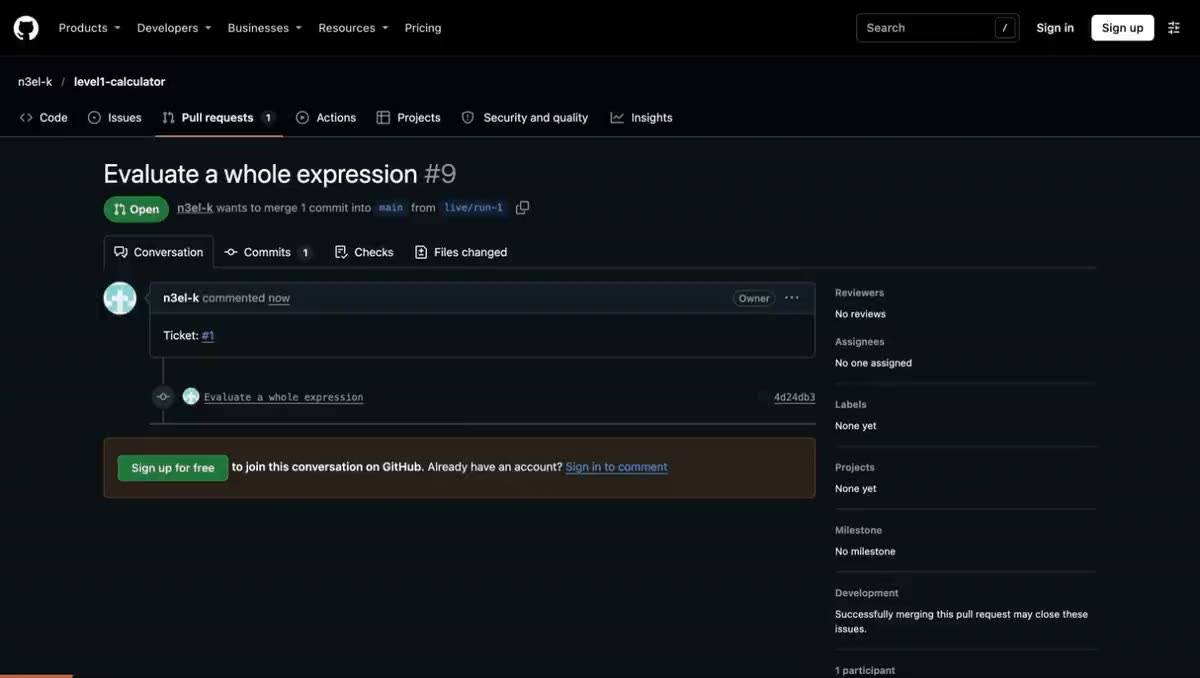 Products Developers Businesses Resources Pricing Search / Sign in Sign up
n3el-k / level1-calculator
Code Issues Pull requests 1 Actions Projects Security and quality Insights
Evaluate a whole expression #9
Open n3el-k wants to merge 1 commit into main from live/run-1
Conversation Commits 1 Checks Files changed
n3el-k commented now Owner ...
Ticket: #1
Evaluate a whole expression 4d24db3
Sign up for free to join this conversation on GitHub. Already have an account? Sign in to comment
Reviewers
No reviews
Assignees
No one assigned
Labels
None yet
Projects
None yet
Milestone
No milestone
Development
Successfully merging this pull request may close these
issues.
1 participant